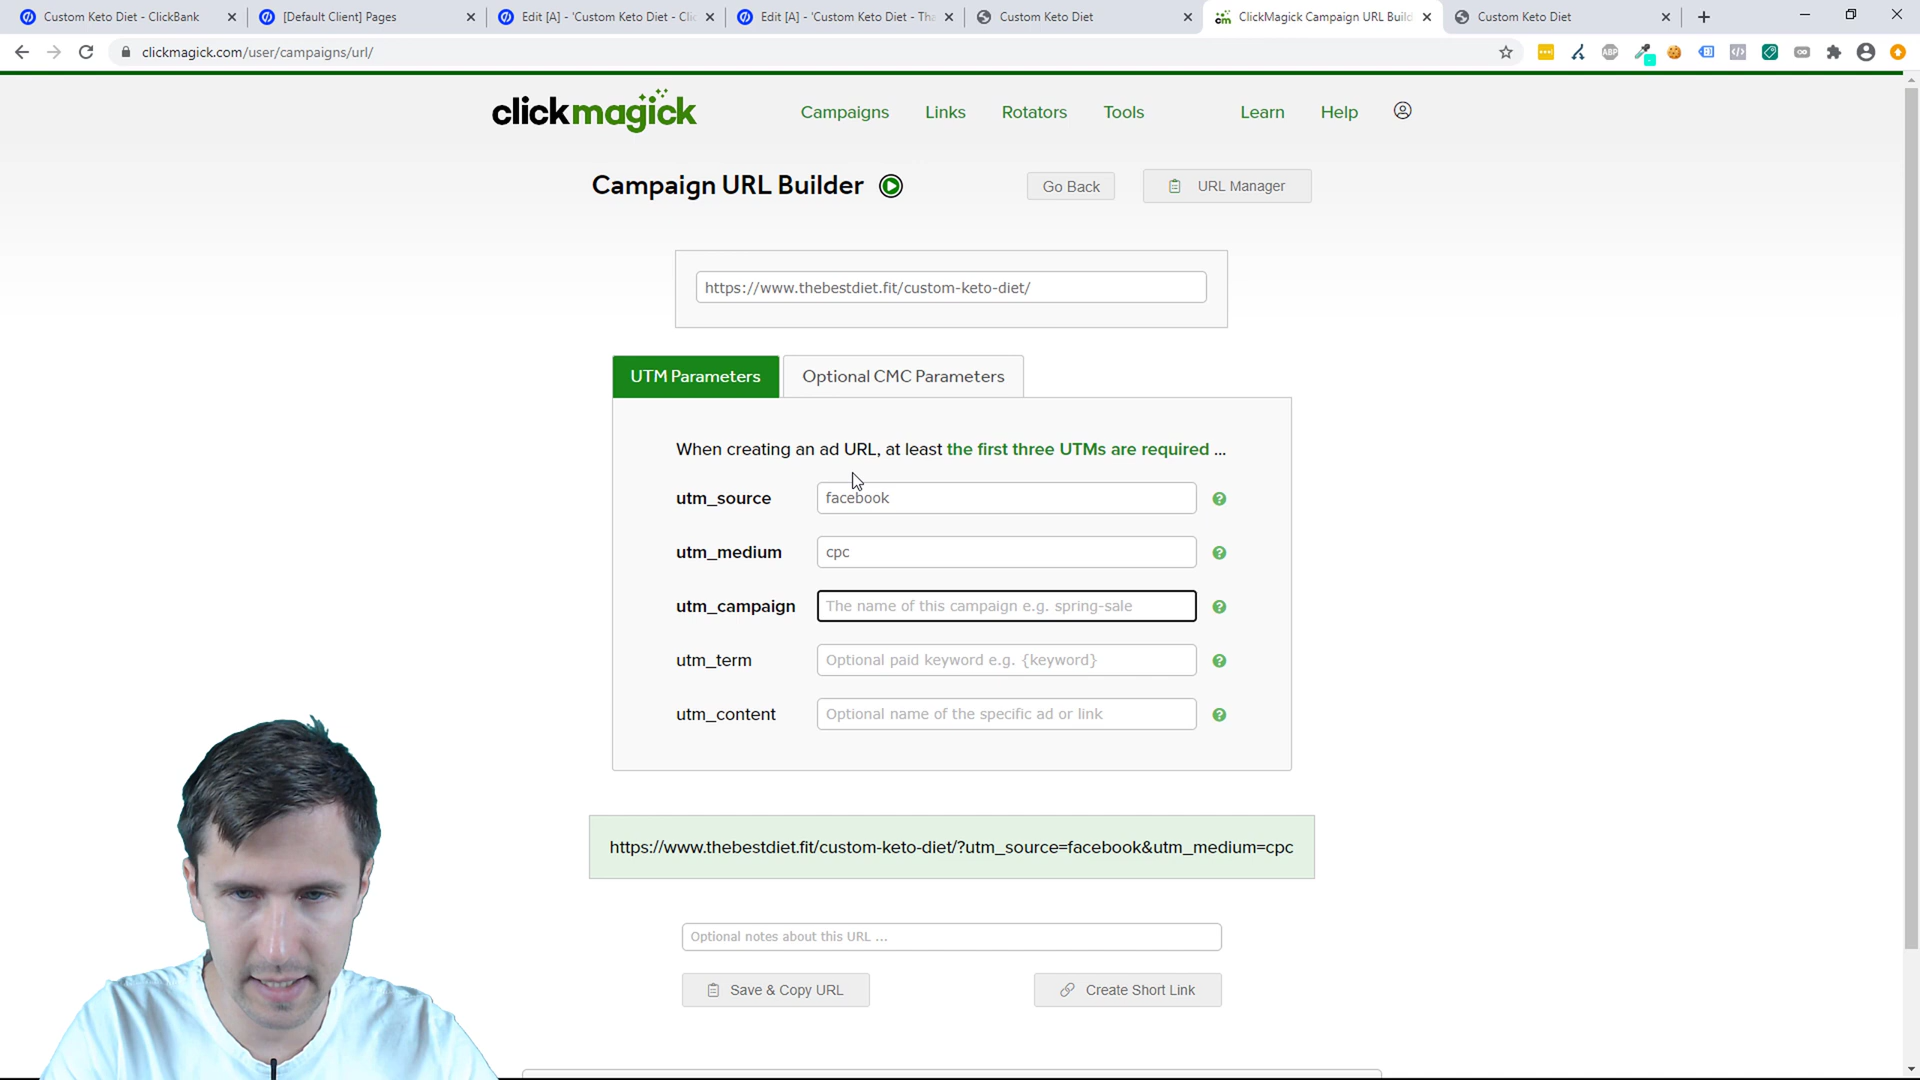 Custom Keto Diet - ClickBank
[Default Client] Pages
Edit [A] - 'Custom Keto Diet - Clic
Edit [A] - 'Custom Keto Diet - Tha
Custom Keto Diet
ClickMagick Campaign URL Build
Custom Keto Diet
clickmagick.com/user/campaigns/url/
ABP
clickmagick
Campaigns
Links
Rotators
Tools
Learn
Help
Campaign URL Builder
Go Back
URL Manager
https://www.thebestdiet.fit/custom-keto-diet/
UTM Parameters
Optional CMC Parameters
When creating an ad URL, at least the first three UTMs are required ...
utm_source
facebook
utm_medium
cpc
utm_campaign
The name of this campaign e.g. spring-sale
utm_term
Optional paid keyword e.g. {keyword}
utm_content
Optional name of the specific ad or link
https://www.thebestdiet.fit/custom-keto-diet/?utm_source=facebook&utm_medium=cpc
Optional notes about this URL ...
Save & Copy URL
Create Short Link